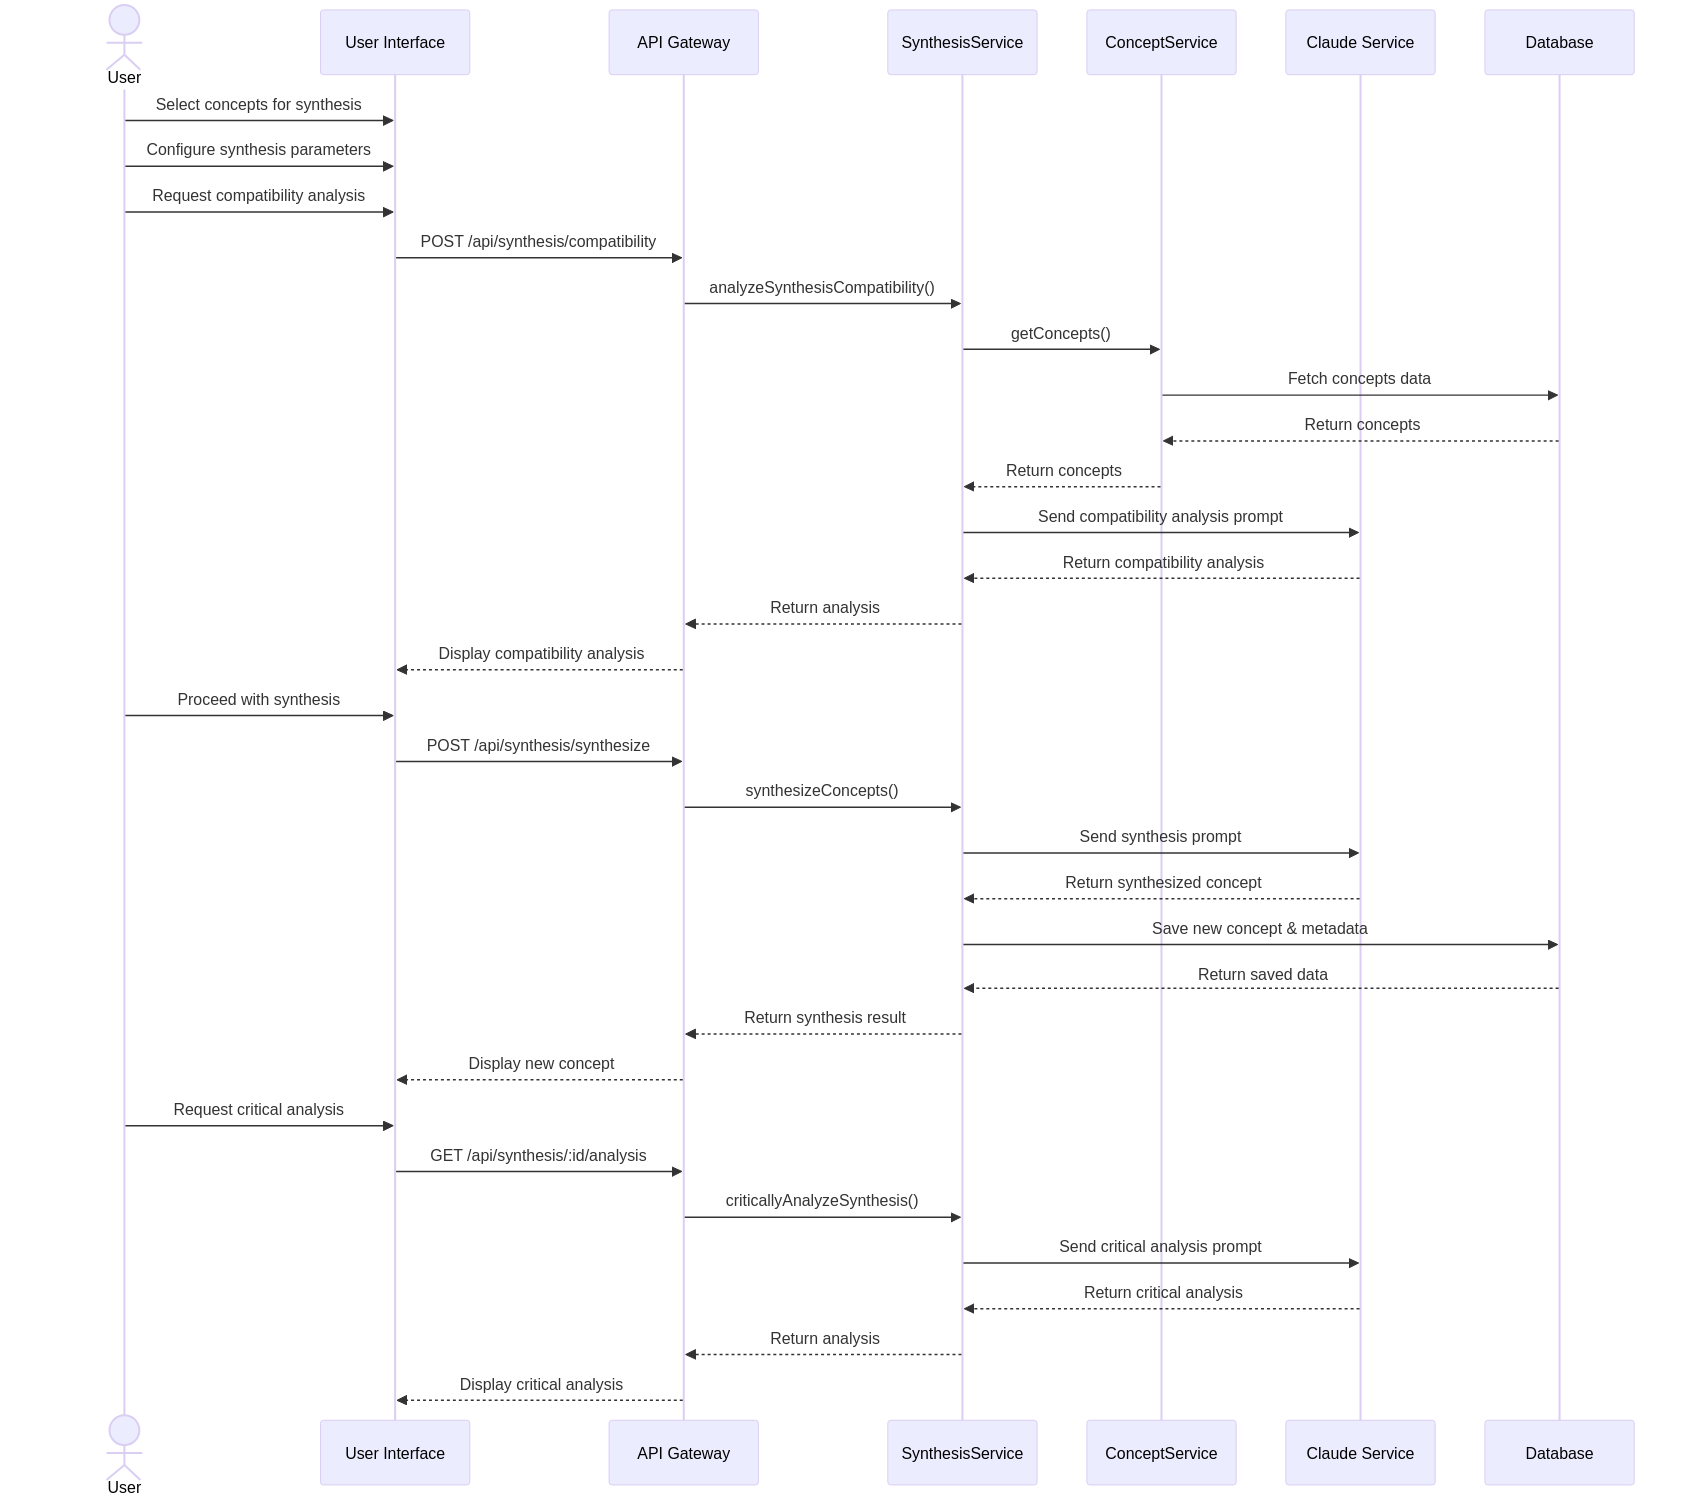 User Interface
API Gateway
SynthesisService
ConceptService
Claude Service
Database
User
Select concepts for synthesis
Configure synthesis parameters
Request compatibility analysis
POST /api/synthesis/compatibility
analyzeSynthesisCompatibility()
getConcepts()
Fetch concepts data
Return concepts
Return concepts
Send compatibility analysis prompt
Return compatibility analysis
Return analysis
Display compatibility analysis
Proceed with synthesis
POST /api/synthesis/synthesize
synthesizeConcepts()
Send synthesis prompt
Return synthesized concept
Save new concept & metadata
Return saved data
Return synthesis result
Display new concept
Request critical analysis
GET /api/synthesis/:id/analysis
criticallyAnalyzeSynthesis()
Send critical analysis prompt
Return critical analysis
Return analysis
Display critical analysis
User Interface
API Gateway
SynthesisService
ConceptService
Claude Service
Database
User